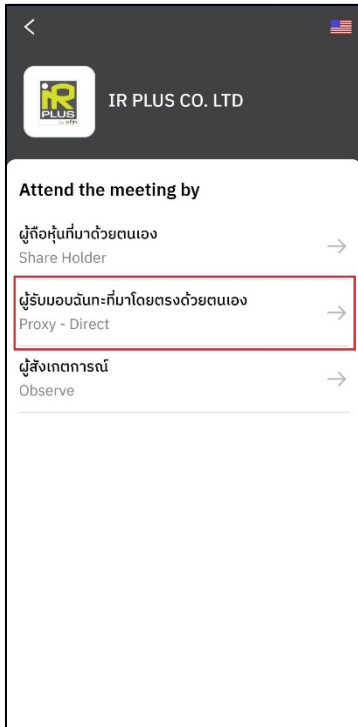 iR
PLUS
by efin
IR PLUS CO. LTD
Attend the meeting by
ผู้ถือหุ้นที่มาด้วยตนเอง
Share Holder
ผู้รับมอบฉันทะที่มาโดยตรงด้วยตนเอง
Proxy - Direct
ผู้สังเกตการณ์
Observe